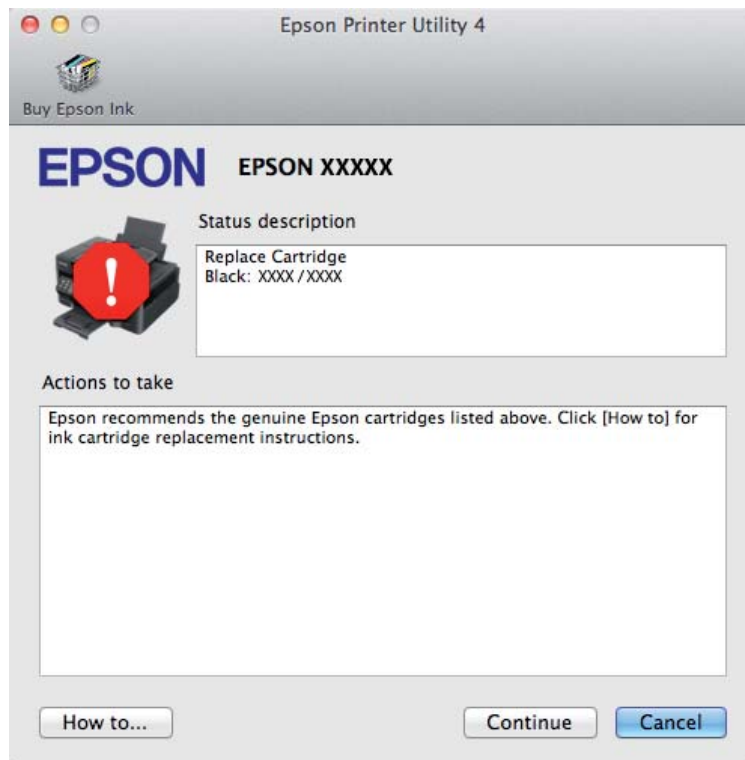 Epson Printer Utility 4
Buy Epson Ink
EPSON EPSON XXXXX
Status description
Replace Cartridge
Black: XXXX/XXXX
Actions to take
Epson recommends the genuine Epson cartridges listed above. Click [How to] for
ink cartridge replacement instructions.
How to... Continue Cancel